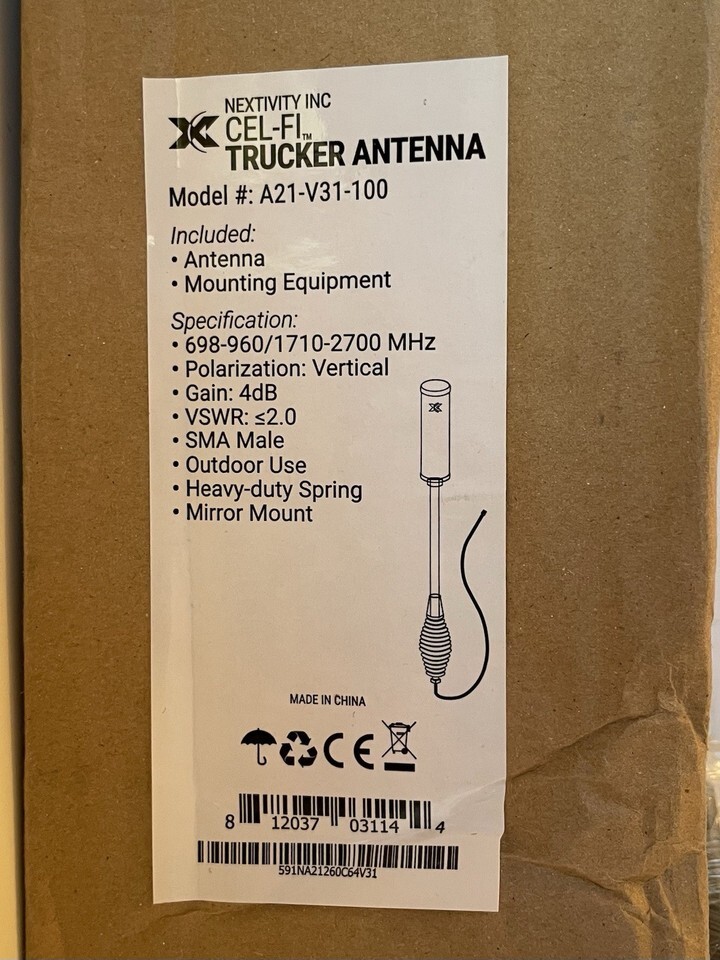 NEXTIVITY INC
CEL-FI™
TRUCKER ANTENNA
Model #: A21-V31-100
Included:
• Antenna
• Mounting Equipment
Specification:
• 698-960/1710-2700 MHz
• Polarization: Vertical
• Gain: 4dB
• VSWR: ≤2.0
• SMA Male
• Outdoor Use
• Heavy-duty Spring
• Mirror Mount
MADE IN CHINA
CE
8 12037 03114 4
591NA21260C64V31